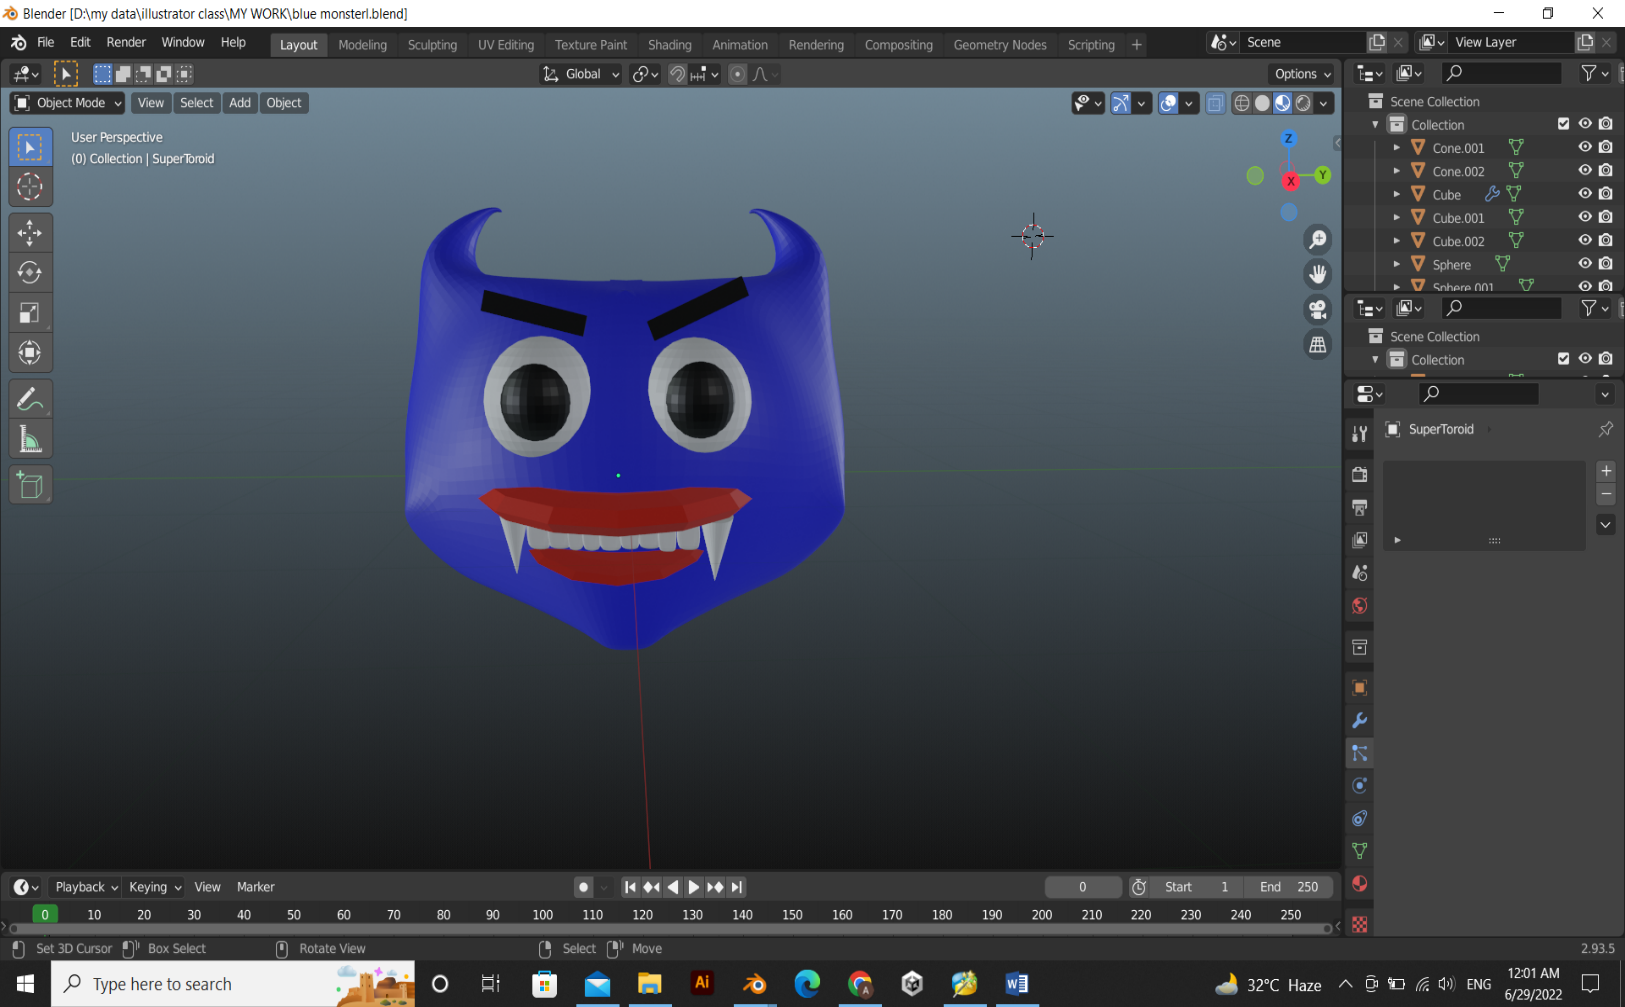 Blender [D:\my data\illustrator class\MY WORK\blue monsterl.blend]
File Edit Render Window Help Layout Modeling Sculpting UV Editing Texture Paint Shading Animation Rendering Compositing Geometry Nodes Scripting + Scene View Layer
Global Options
Object Mode View Select Add Object
User Perspective
(0) Collection | SuperToroid
Z
Y
X
Scene Collection
Collection
Cone.001
Cone.002
Cube
Cube.001
Cube.002
Sphere
Sphere.001
Scene Collection
Collection
SuperToroid
Playback Keying View Marker 0 Start 1 End 250
0 10 20 30 40 50 60 70 80 90 100 110 120 130 140 150 160 170 180 190 200 210 220 230 240 250
Set 3D Cursor Box Select Rotate View Select Move 2.93.5
Type here to search Ai W 32°C Haze ENG 12:01 AM
6/29/2022